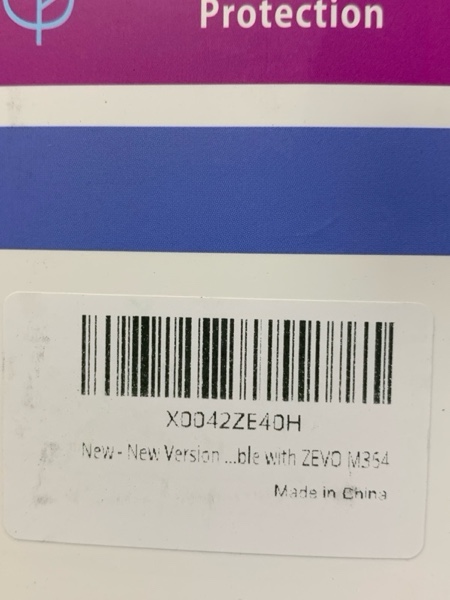 Protection
X0042ZE40H
New - New Version ...ble with ZEVO M364
Made in China